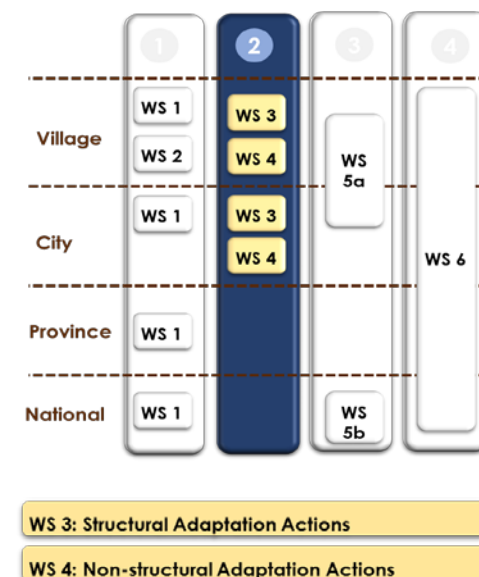 1 2 3 4
Village
WS 1
WS 2
WS 3
WS 4
WS
5a
City
WS 1
WS 3
WS 4
WS 6
Province
WS 1
National
WS 1
WS
5b
WS 3: Structural Adaptation Actions
WS 4: Non-structural Adaptation Actions